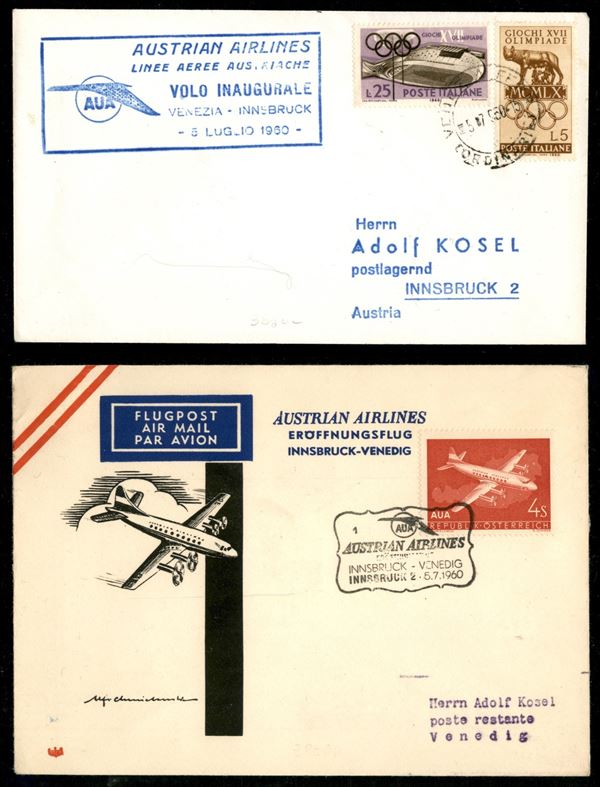 AUSTRIAN AIRLINES
LINEE AEREE AUSTRIACHE
AUA
VOLO INAUGURALE
VENEZIA - INNSBRUCK
- 5 LUGLIO 1960 -
GIOCHI XVII
OLIMPIADE
L.25 POSTE ITALIANE
GIOCHI XVII
OLIMPIADE
MCMLX
L.5
POSTE ITALIANE
Herrn
Adolf KOSEL
postlagernd
INNSBRUCK 2
Austria
FLUGPOST
AIR MAIL
PAR AVION
AUSTRIAN AIRLINES
ERÖFFNUNGSFLUG
INNSBRUCK-VENEDIG
4S
AUA
REPUBLIK·ÖSTERREICH
1
AUA
AUSTRIAN AIRLINES
INNSBRUCK - VENEDIG
INNSBRUCK 2 - 5.7.1960
Herrn Adolf Kosel
poste restante
Venedig